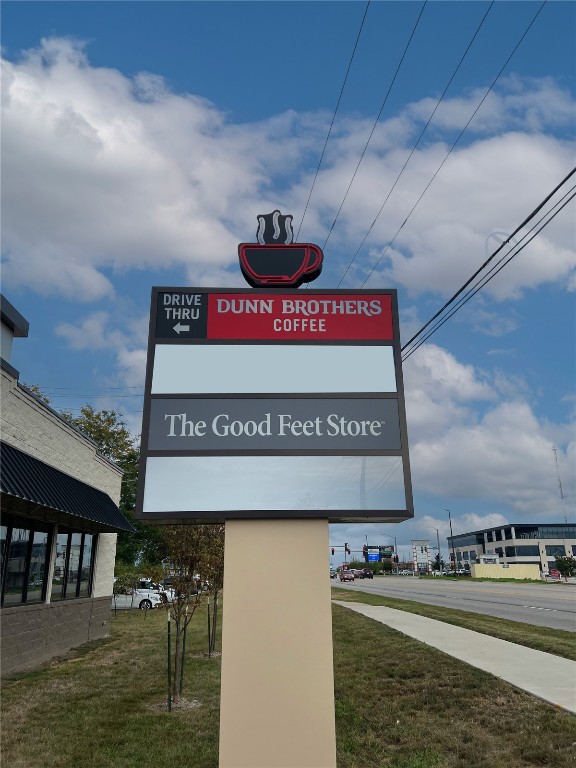 DRIVE
THRU
DUNN BROTHERS
COFFEE
The Good Feet Store